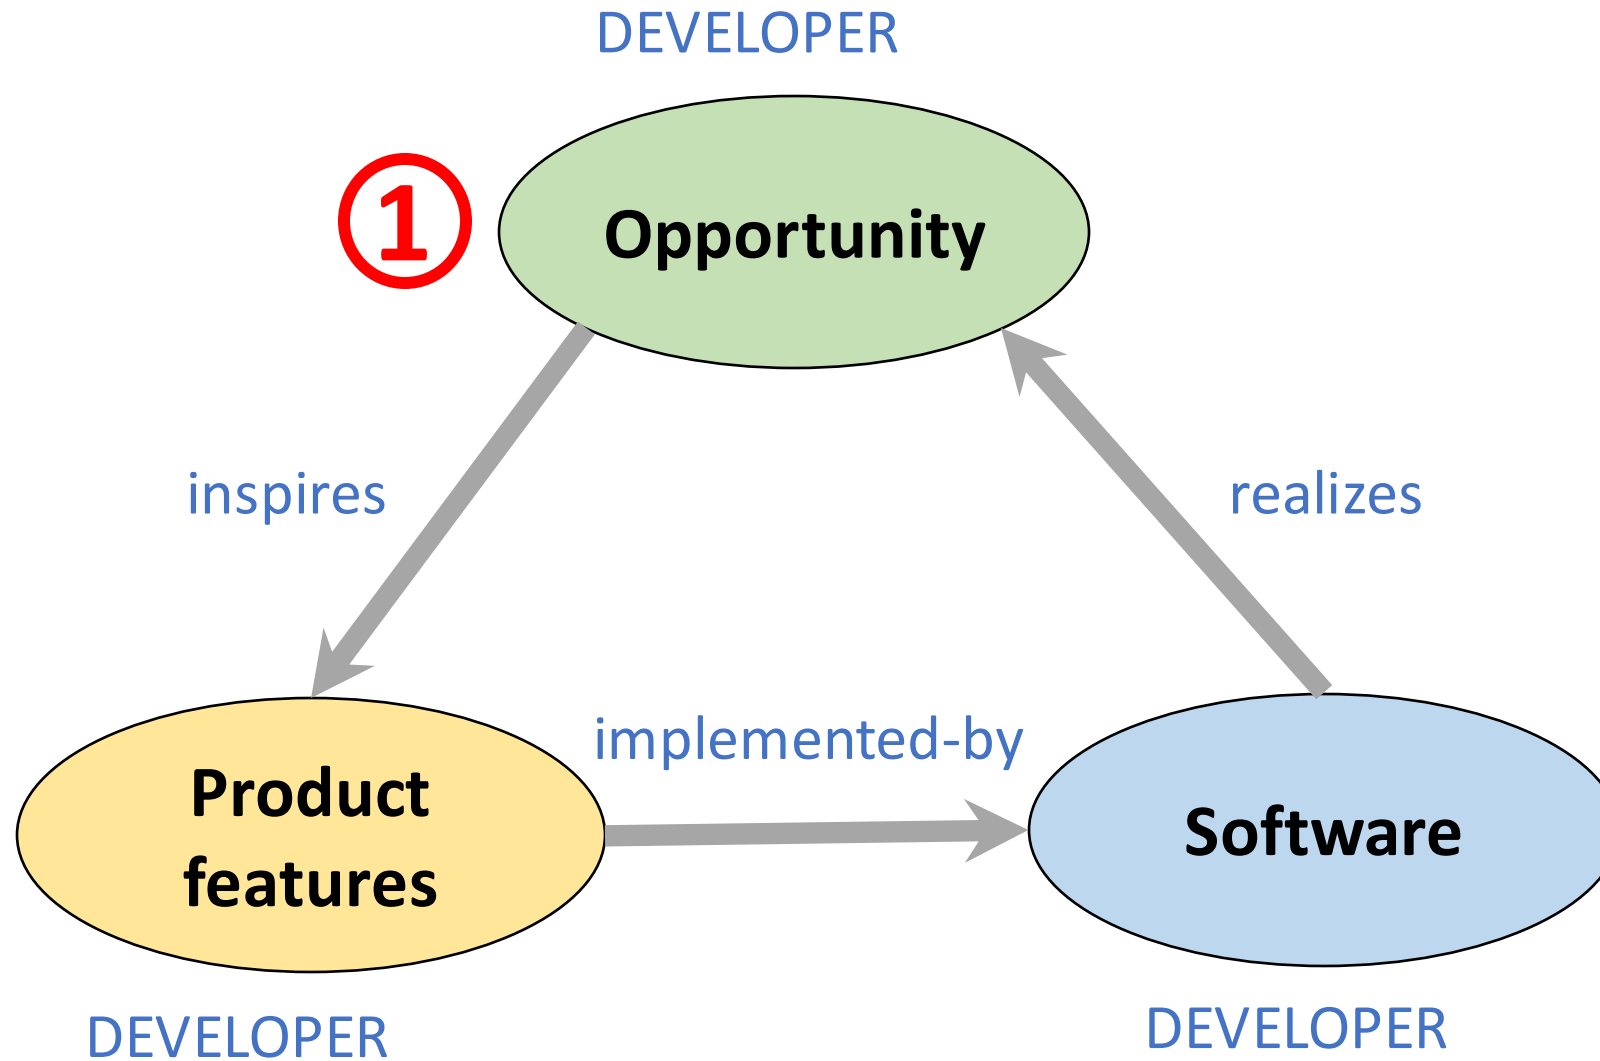 DEVELOPER
1
Opportunity
inspires
realizes
implemented-by
Product
features
Software
DEVELOPER
DEVELOPER